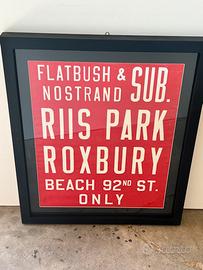 FLATBUSH &
NOSTRAND SUB.
RIIS PARK
ROXBURY
BEACH 92ND ST.
ONLY